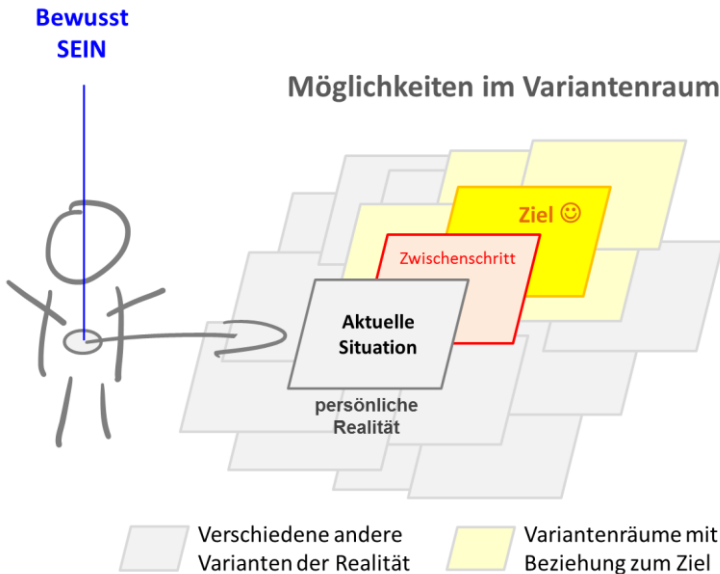 Bewusst
SEIN
Möglichkeiten im Variantenraum
Ziel ☺
Zwischenschritt
Aktuelle
Situation
persönliche
Realität
Verschiedene andere
Varianten der Realität
Variantenräume mit
Beziehung zum Ziel